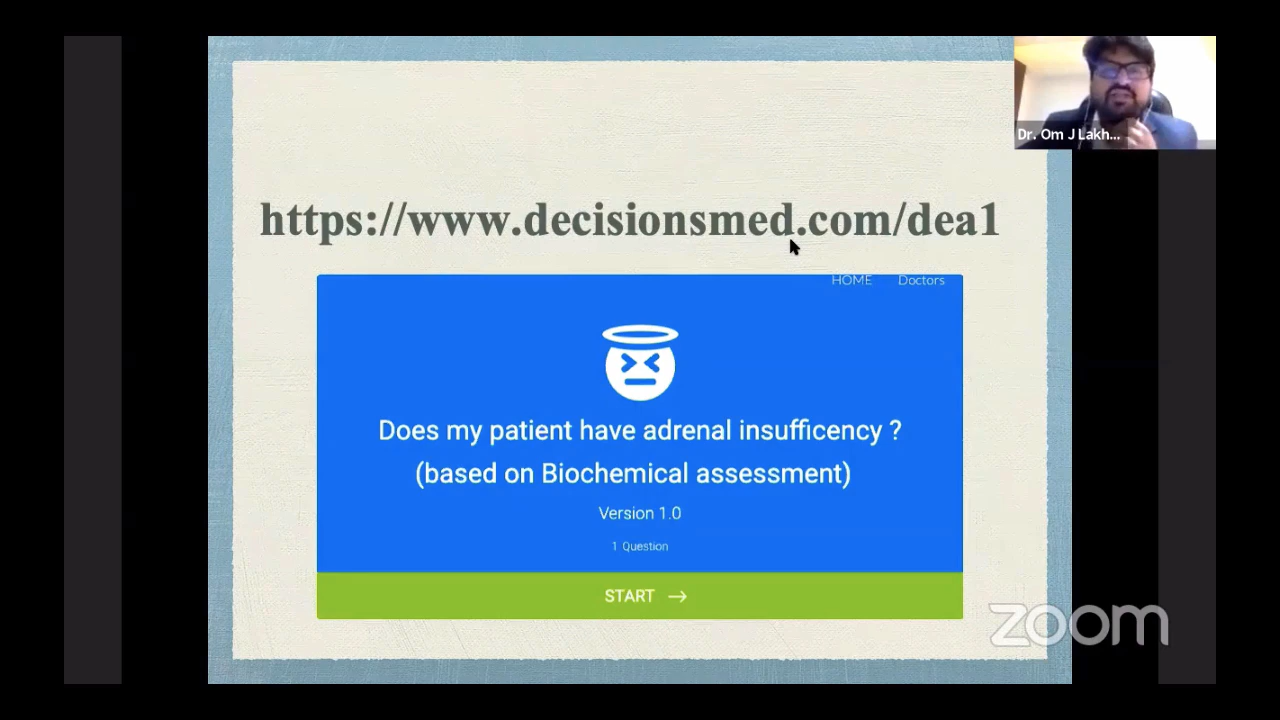 Dr. Om J Lakh...
https://www.decisionsmed.com/dea1
HOME Doctors
Does my patient have adrenal insufficency ?
(based on Biochemical assessment)
Version 1.0
1 Question
START →
zoom